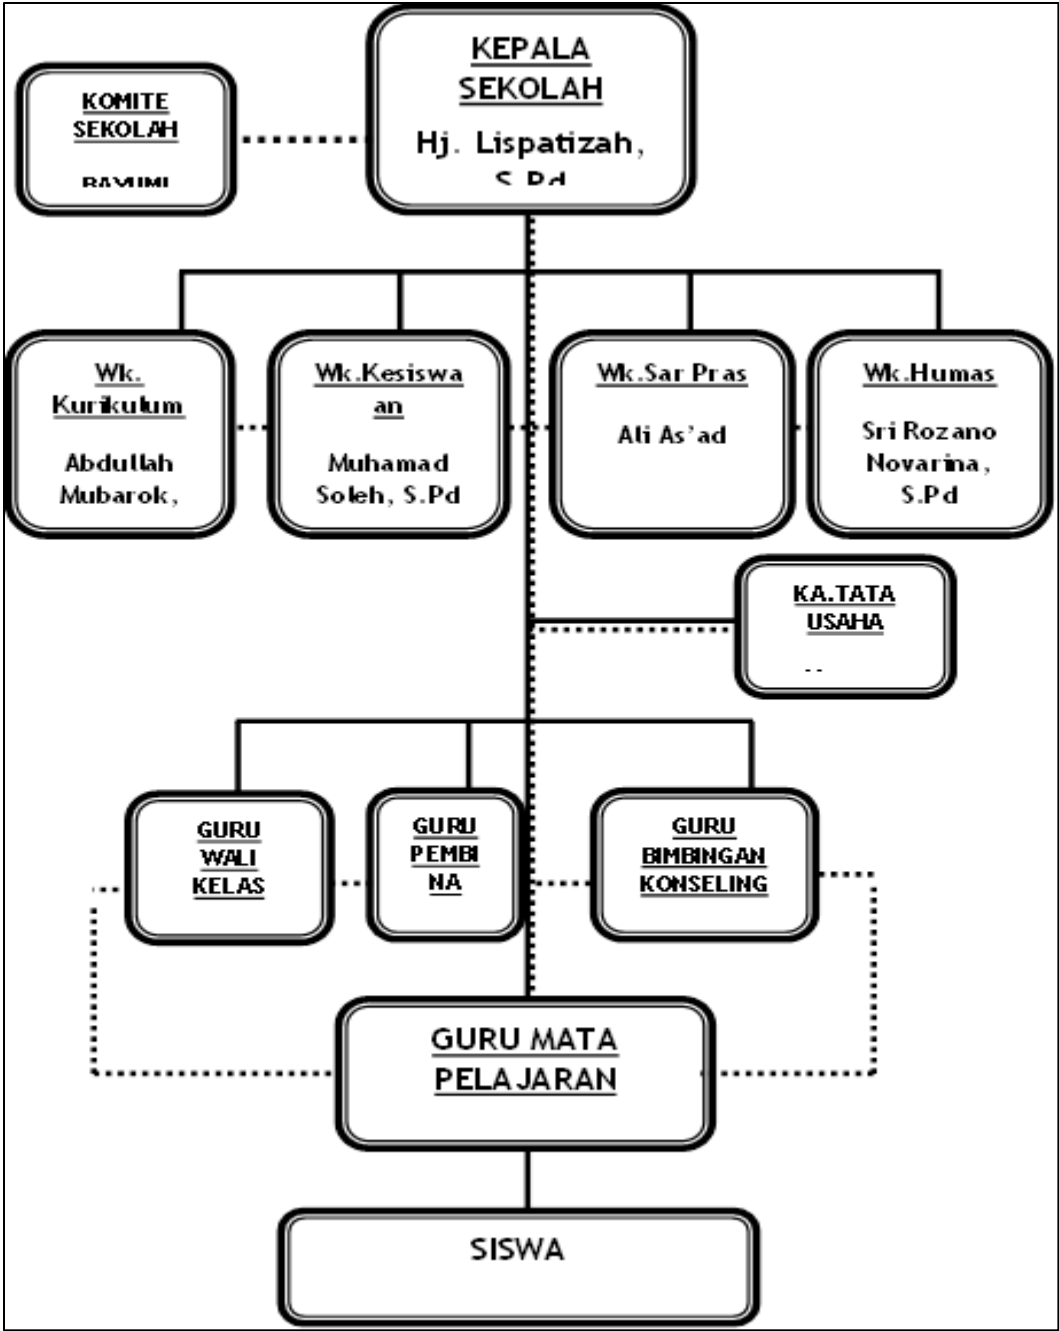 KEPALA
SEKOLAH
Hj. Lispatizah,
S.Pd
KOMITE
SEKOLAH
Wk.
Kurikulum
Abdullah
Mubarok,
Wk.Kesiswa
an
Muhamad
Soleh, S.Pd
Wk.Sar Pras
Ali As’ad
Wk.Humas
Sri Rozano
Novarina,
S.Pd
KA.TATA
USAHA
GURU
WALI
KELAS
GURU
PEMBI
NA
GURU
BIMBINGAN
KONSELING
GURU MATA
PELAJARAN
SISWA